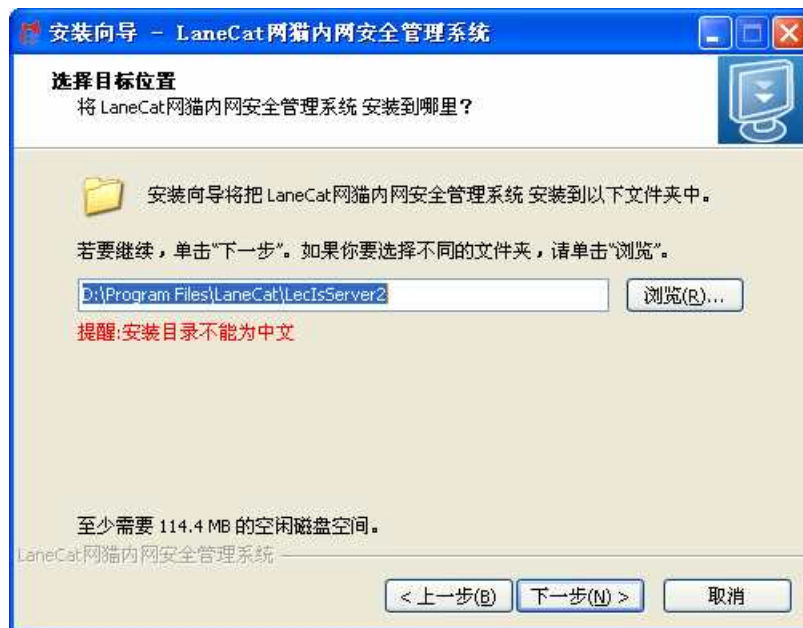 安装向导 - LaneCat网猫内网安全管理系统
选择目标位置
将 LaneCat网猫内网安全管理系统 安装到哪里？
安装向导将把 LaneCat网猫内网安全管理系统 安装到以下文件夹中。
若要继续，单击“下一步”。如果你要选择不同的文件夹，请单击“浏览”。
D:\Program Files\LaneCat\LecIsServer2
浏览(R)...
提醒:安装目录不能为中文
至少需要 114.4 MB 的空闲磁盘空间。
LaneCat网猫内网安全管理系统
< 上一步(B) 下一步(N) > 取消